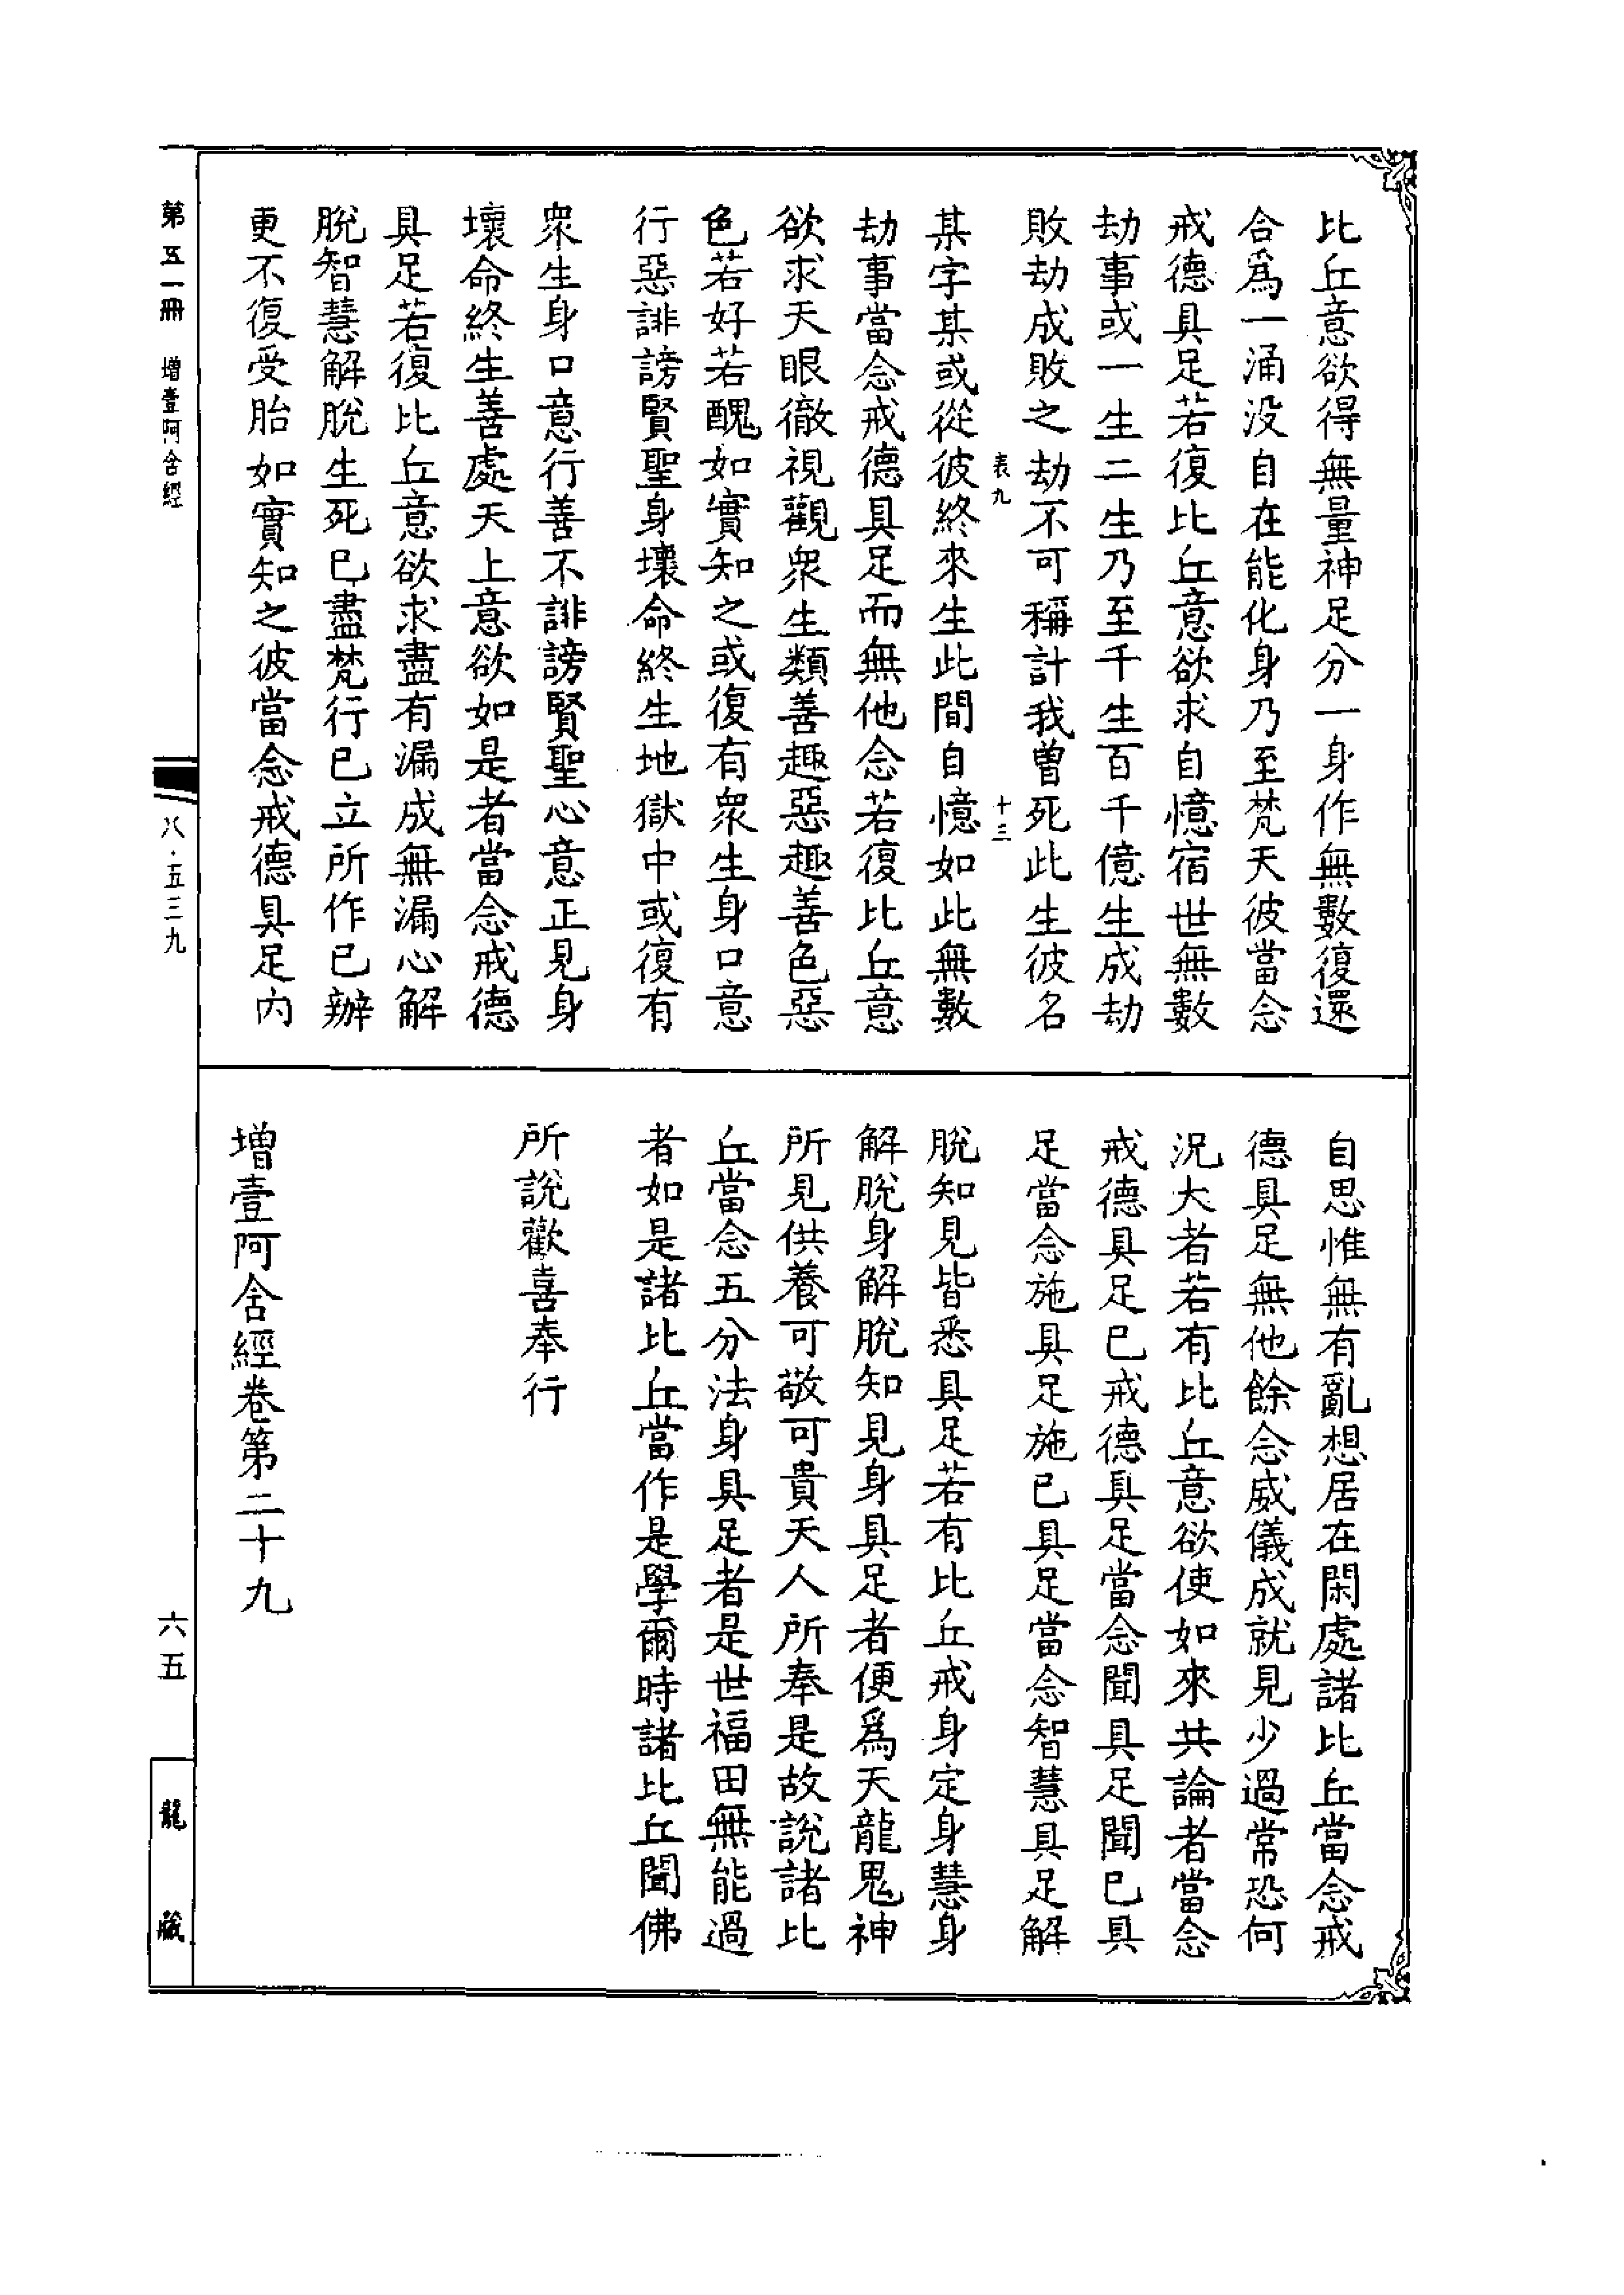 比丘意欲得無量神足分一身作無數復還
合爲一涌没自在能化身乃至梵天彼當念
戒德具足若復比丘意欲求自憶宿世無數
劫事或一生二生乃至千生百千億生成劫
敗劫成敗之劫不可稱計我曽死此生彼名
表九 十三
某字某或從彼終來生此間自憶如此無數
劫事當念戒德具足而無他念若復比丘意
欲求天眼徹視觀衆生類善趣惡趣善色惡
色若好若醜如實知之或復有衆生身口意
行惡誹謗賢聖身壞命終生地獄中或復有
衆生身口意行善不誹謗賢聖心意正見身
壞命終生善處天上意欲如是者當念戒德
具足若復比丘意欲求盡有漏成無漏心解
脫智慧解脫生死已盡梵行已立所作已辦
更不復受胎如實知之彼當念戒德具足内
自思惟無有亂想居在閑處諸比丘當念戒
德具足無他餘念威儀成就見少過常恐何
況大者若有比丘意欲使如來共論者當念
戒德具足已戒德具足當念聞具足聞已具
足當念施具足施已具足當念智慧具足解
脫知見皆悉具足若有比丘戒身定身慧身
解脫身解脫知見身具足者便爲天龍鬼神
所見供養可敬可貴天人所奉是故說諸比
丘當念五分法身具足者是世福田無能過
者如是諸比丘當作是學爾時諸比丘聞佛
所說歡喜奉行
增壹阿含經卷第二十九
第五一冊 增壹阿含經
八·五三九
六五
龍藏